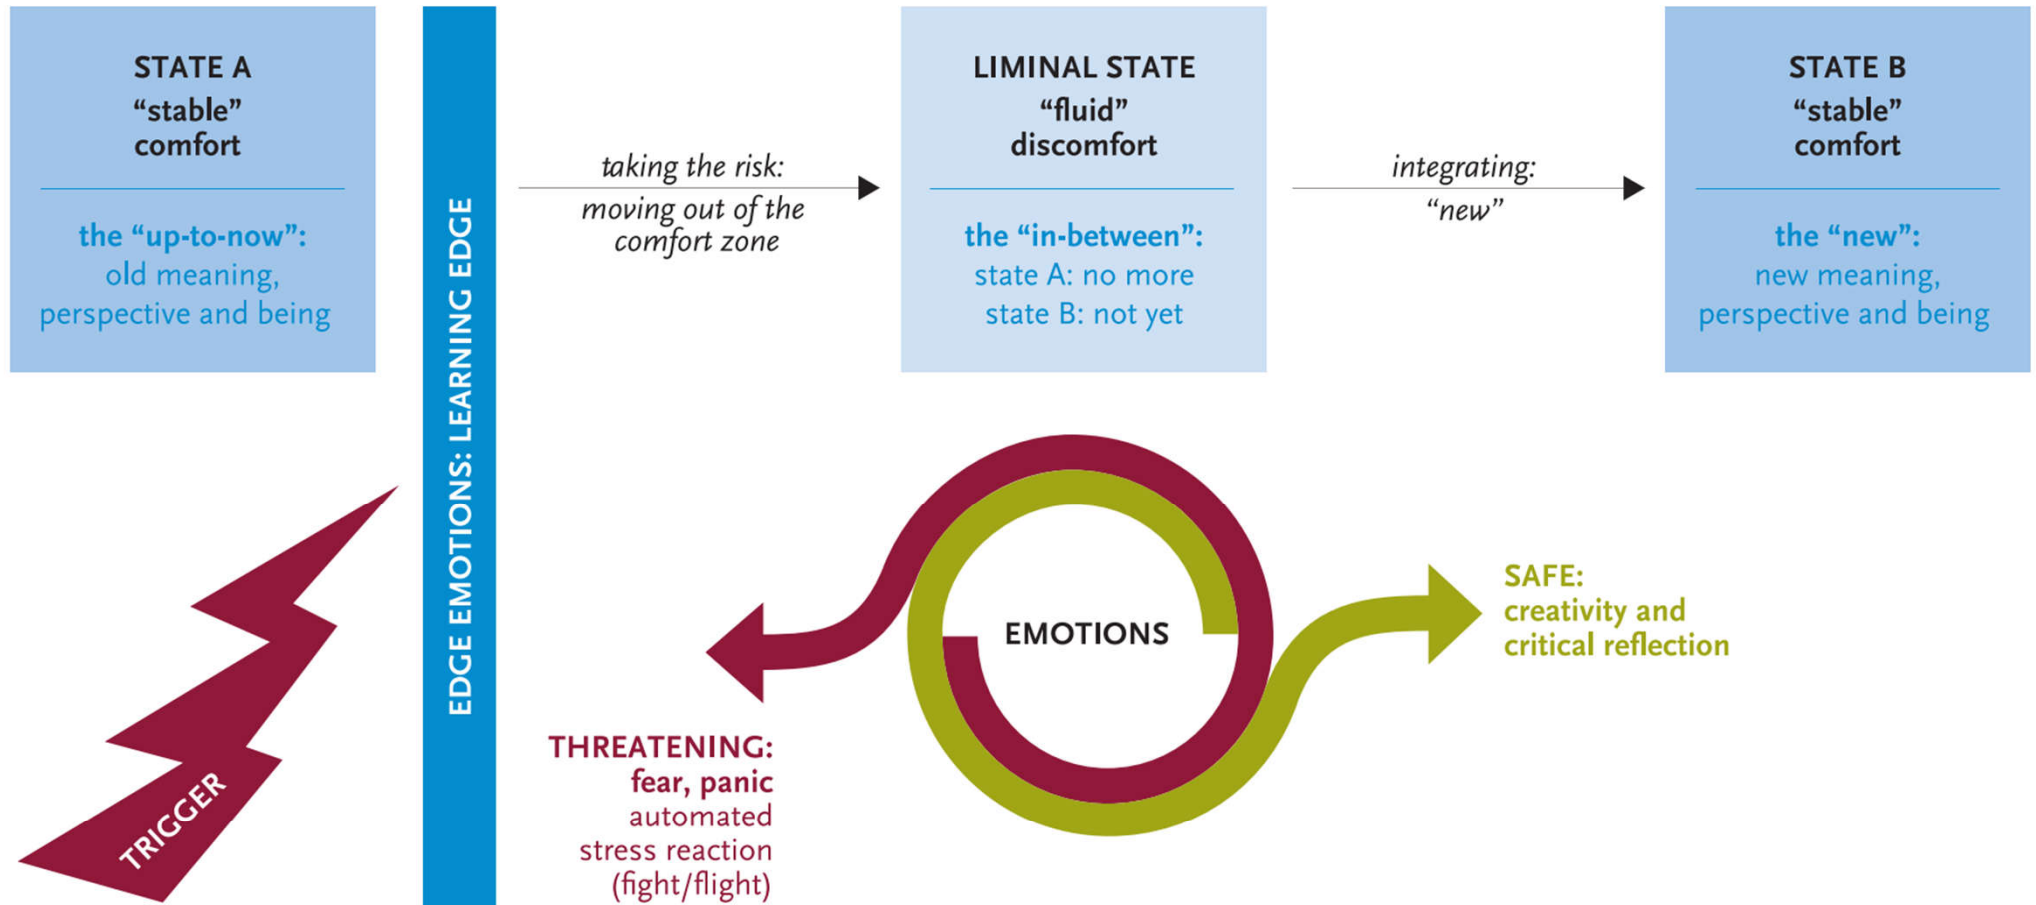 STATE A
“stable”
comfort
the “up-to-now”:
old meaning,
perspective and being
EDGE EMOTIONS: LEARNING EDGE
taking the risk:
moving out of the
comfort zone
LIMINAL STATE
“fluid”
discomfort
the “in-between”:
state A: no more
state B: not yet
integrating:
“new”
STATE B
“stable”
comfort
the “new”:
new meaning,
perspective and being
TRIGGER
THREATENING:
fear, panic
automated
stress reaction
(fight/flight)
EMOTIONS
SAFE:
creativity and
critical reflection